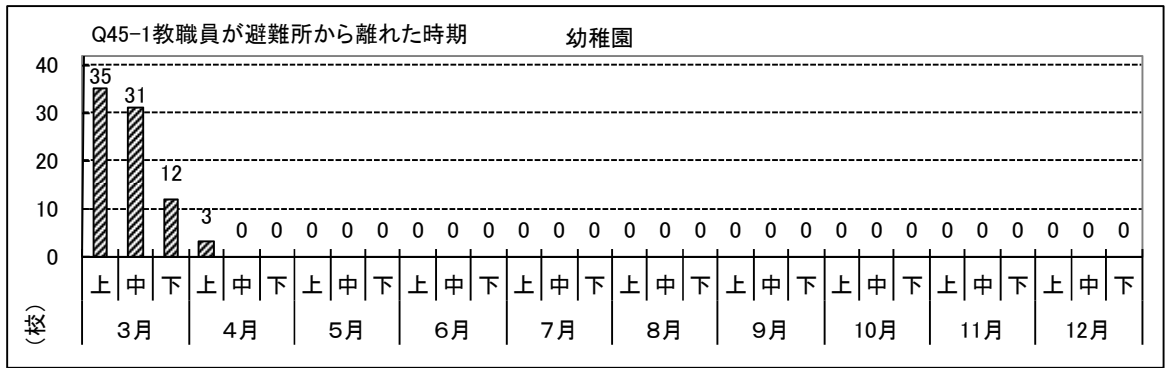 Q45-1教職員が避難所から離れた時期 幼稚園
40
30
20
10
0
35 31 12 3 0 0 0 0 0 0 0 0 0 0 0 0 0 0 0 0 0 0 0 0 0 0 0 0 0 0
上 中 下 上 中 下 上 中 下 上 中 下 上 中 下 上 中 下 上 中 下 上 中 下 上 中 下 上 中 下
3月 4月 5月 6月 7月 8月 9月 10月 11月 12月
(校)